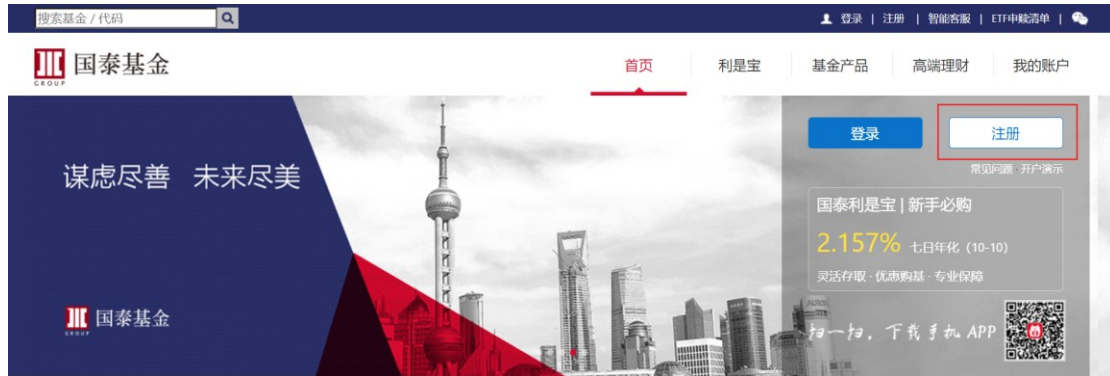 搜索基金 / 代码
登录 | 注册 | 智能客服 | ETF申赎清单 |
国泰基金
GROUP
首页 利是宝 基金产品 高端理财 我的账户
谋虑尽善 未来尽美
国泰基金
GROUP
登录 注册
常见问题 · 开户演示
国泰利是宝 | 新手必购
2.157% 七日年化 (10-10)
灵活存取 · 优惠购基 · 专业保障
扫一扫，下载手机 APP